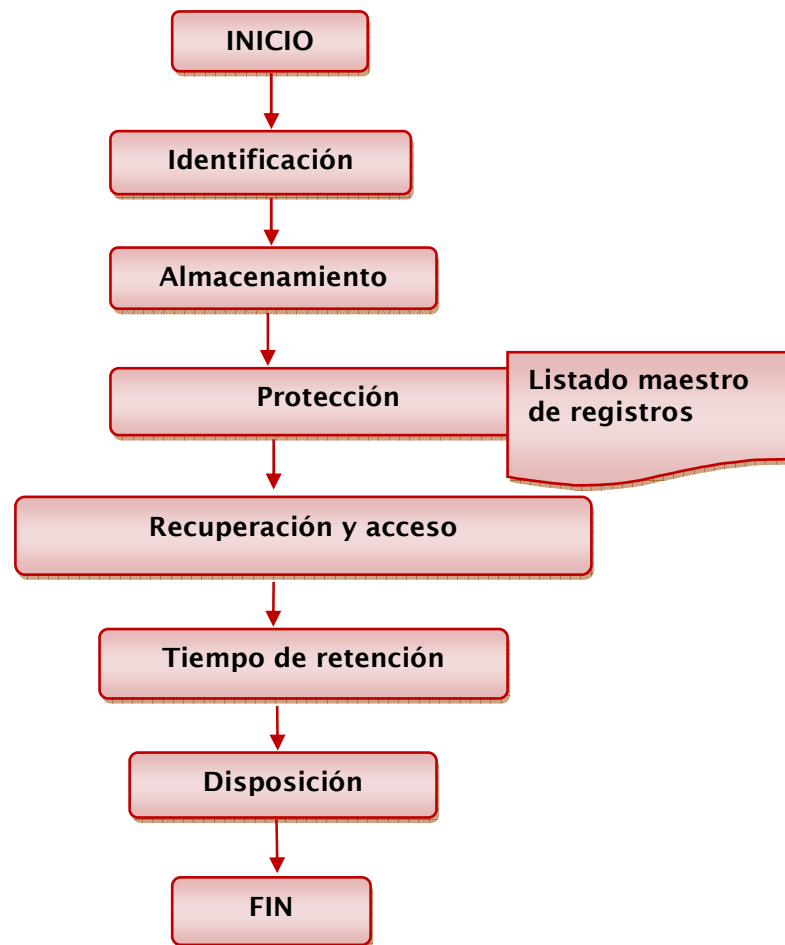 INICIO
Identificación
Almacenamiento
Protección
Listado maestro
de registros
Recuperación y acceso
Tiempo de retención
Disposición
FIN